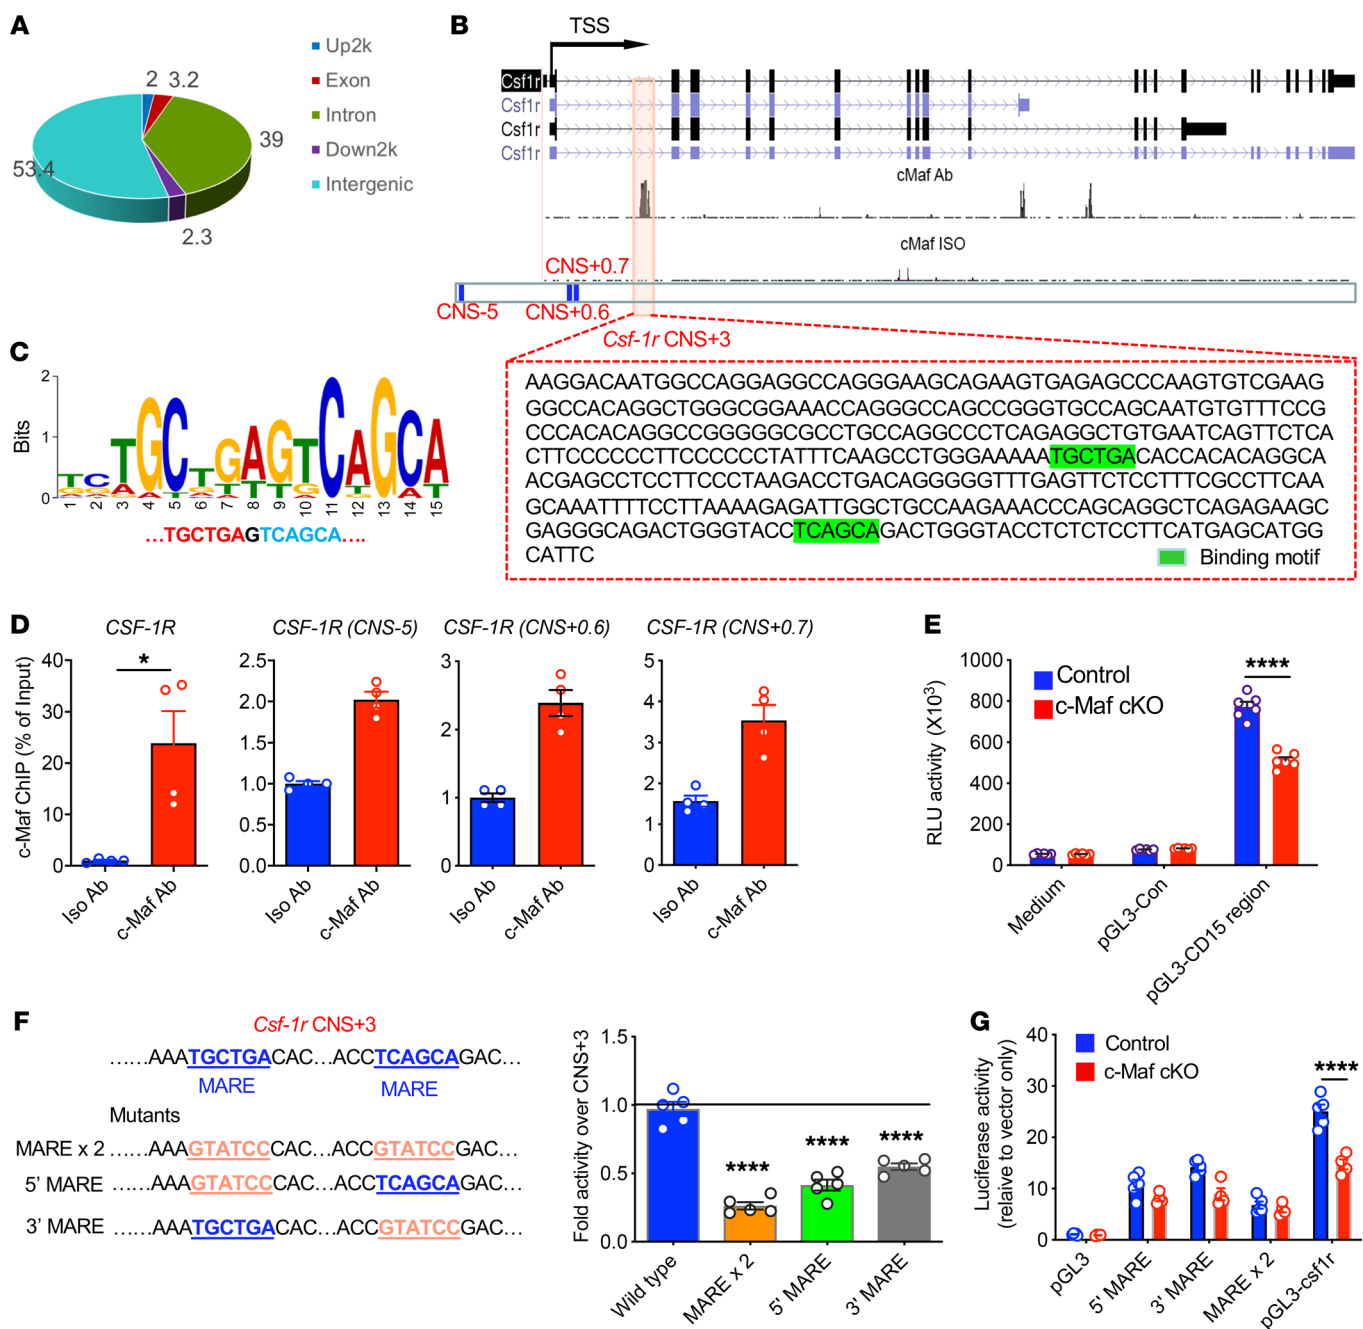 A
2
3.2
39
2.3
53.4
Up2k
Exon
Intron
Down2k
Intergenic
B
TSS
Csf1r
Csf1r
Csf1r
Csf1r
cMaf Ab
cMaf ISO
CNS+0.7
CNS-5
CNS+0.6
Csf-1r CNS+3
AAGGACAATGGCCAGGAGGCCAGGGAAGCAGAAGTGAGAGCCCAAGTGTCGAAG
GGCCACAGGCTGGGCGGAAACCAGGGCCAGCCGGGTGCCAGCAATGTGTTTCCG
CCCACACAGGCCGGGGGCGCCTGCCAGGCCCTCAGAGGCTGTGAATCAGTTCTCA
CTTCCCCCCTTCCCCCCTATTTCAAGCCTGGGAAAAATGCTGACACCACACAGGCA
ACGAGCCTCCTTCCCTAAGACCTGACAGGGGGTTTGAGTTCTCCTTTCGCCTTCAA
GCAAATTTTCCTTAAAAGAGATTGGCTGCCAAGAAACCCAGCAGGCTCAGAGAAGC
GAGGGCAGACTGGGTACCTCAGCAGACTGGGTACCTCTCTCCTTCATGAGCATGG
CATTC
Binding motif
C
Bits
2
1
0
1 2 3 4 5 6 7 8 9 10 11 12 13 14 15
...TGCTGAGTCAGCA....
D
c-Maf ChIP (% of Input)
CSF-1R
40
30
20
10
0
*
Iso Ab
c-Maf Ab
CSF-1R (CNS-5)
2.5
2.0
1.5
1.0
0.5
0.0
Iso Ab
c-Maf Ab
CSF-1R (CNS+0.6)
3
2
1
0
Iso Ab
c-Maf Ab
CSF-1R (CNS+0.7)
5
4
3
2
1
0
Iso Ab
c-Maf Ab
E
RLU activity (X10³)
1000
800
600
400
200
0
Control
c-Maf cKO
****
Medium
pGL3-Con
pGL3-CD15 region
F
Csf-1r CNS+3
......AAATGCTGACAC...ACCTCAGCAGAC...
MARE MARE
Mutants
MARE x 2 ......AAAGTATCCCAC...ACCGTATCCGAC...
5' MARE ......AAAGTATCCCAC...ACCTCAGCAGAC...
3' MARE ......AAATGCTGACAC...ACCGTATCCGAC...
Fold activity over CNS+3
1.5
1.0
0.5
0.0
****
****
****
Wild type
MARE x 2
5' MARE
3' MARE
G
Luciferase activity
(relaive to vector only)
40
30
20
10
0
Control
c-Maf cKO
****
pGL3
5' MARE
3' MARE
MARE x 2
pGL3-csf1r